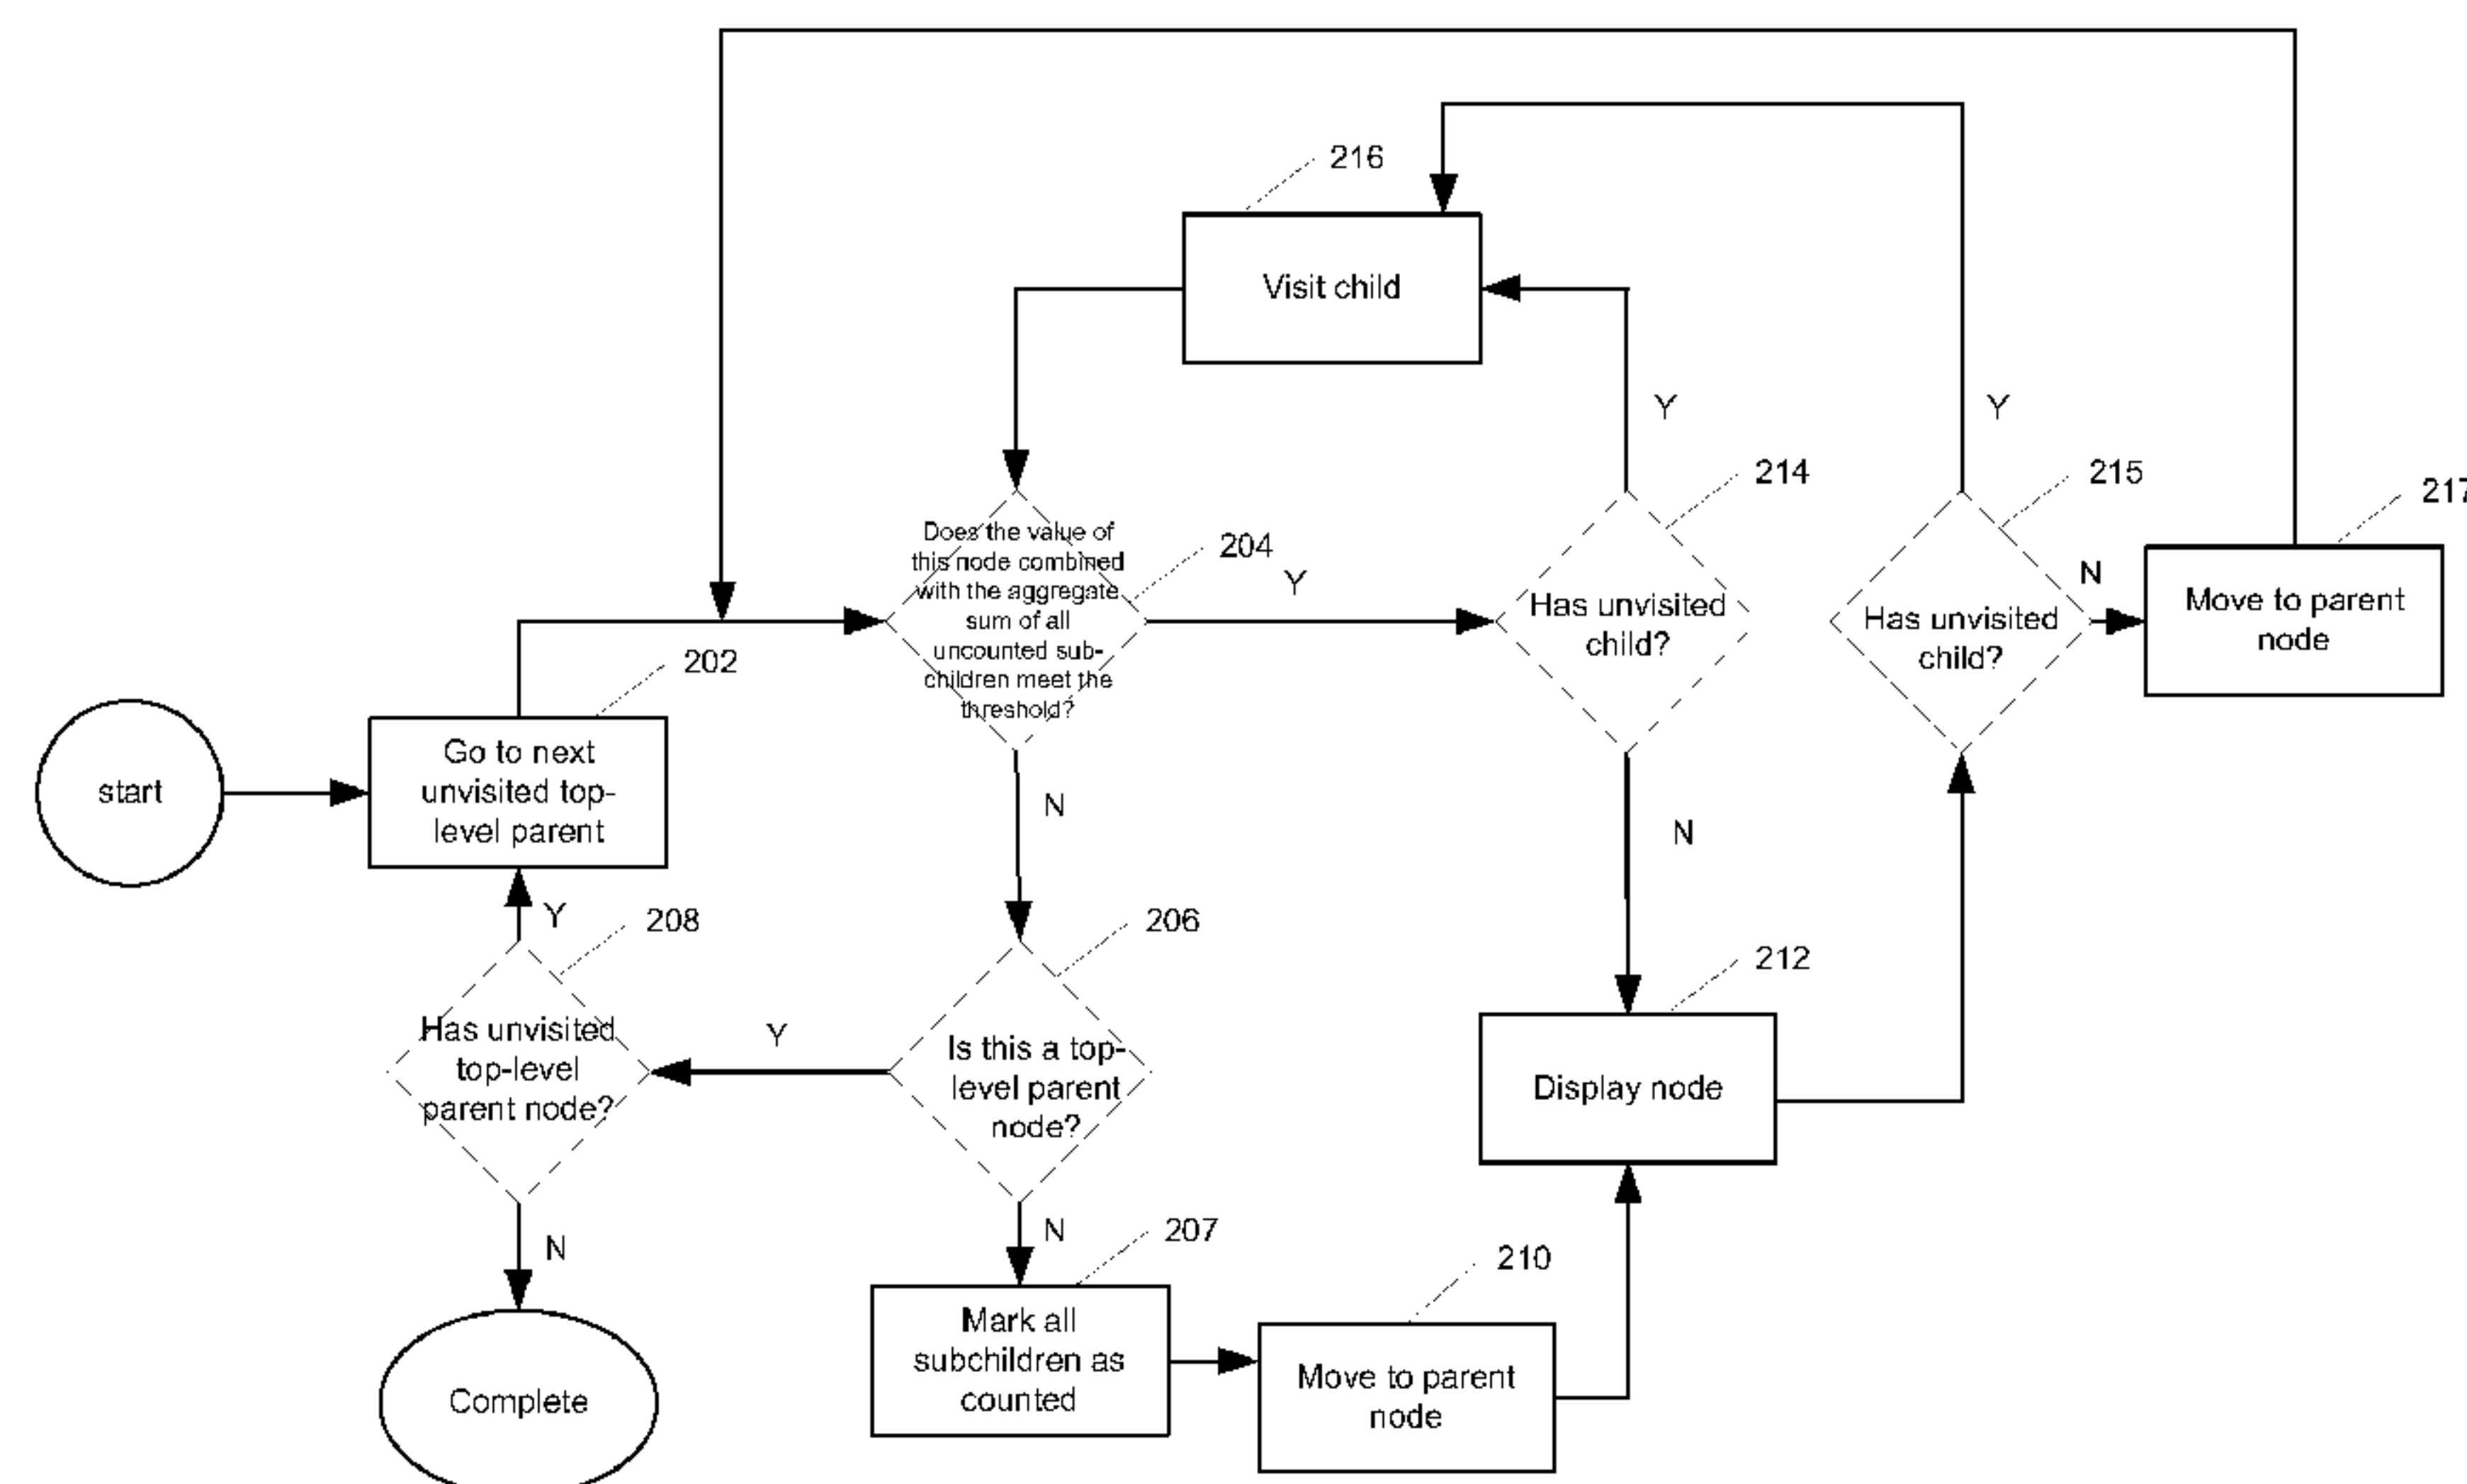 216
Visit child
Y
Y
214
215
217
Does the value of
this node combined
with the aggregate
sum of all
uncounted sub-
children meet the
threshold?
204
Y
Has unvisited
child?
Has unvisited
child?
N
Move to parent
node
202
start
Go to next
unvisited top-
level parent
N
N
Y
208
206
212
Has unvisited
top-level
parent node?
Y
Is this a top-
level parent
node?
Display node
N
N
207
210
Complete
Mark all
subchildren as
counted
Move to parent
node